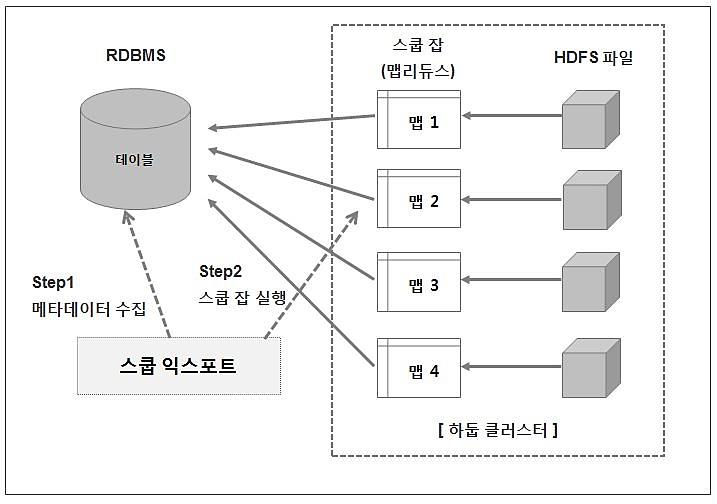 RDBMS
테이블
스쿱 잡
(맵리듀스)
HDFS 파일
맵 1
맵 2
맵 3
맵 4
Step1
메타데이터 수집
Step2
스쿱 잡 실행
스쿱 익스포트
[ 하둡 클러스터 ]